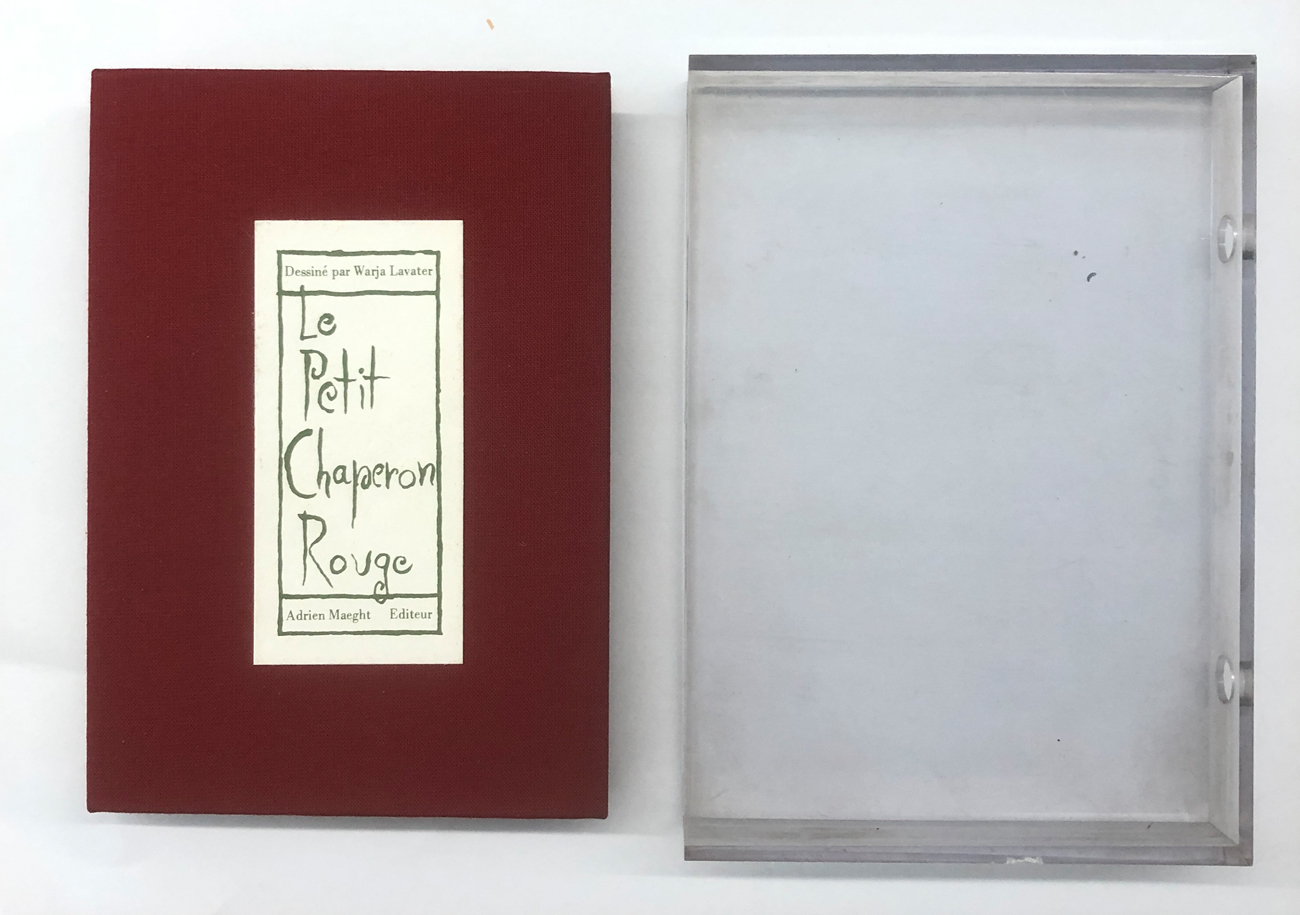 Dessiné par Warja Lavater
Le
Petit
Chaperon
Rouge
Adrien Maeght Editeur